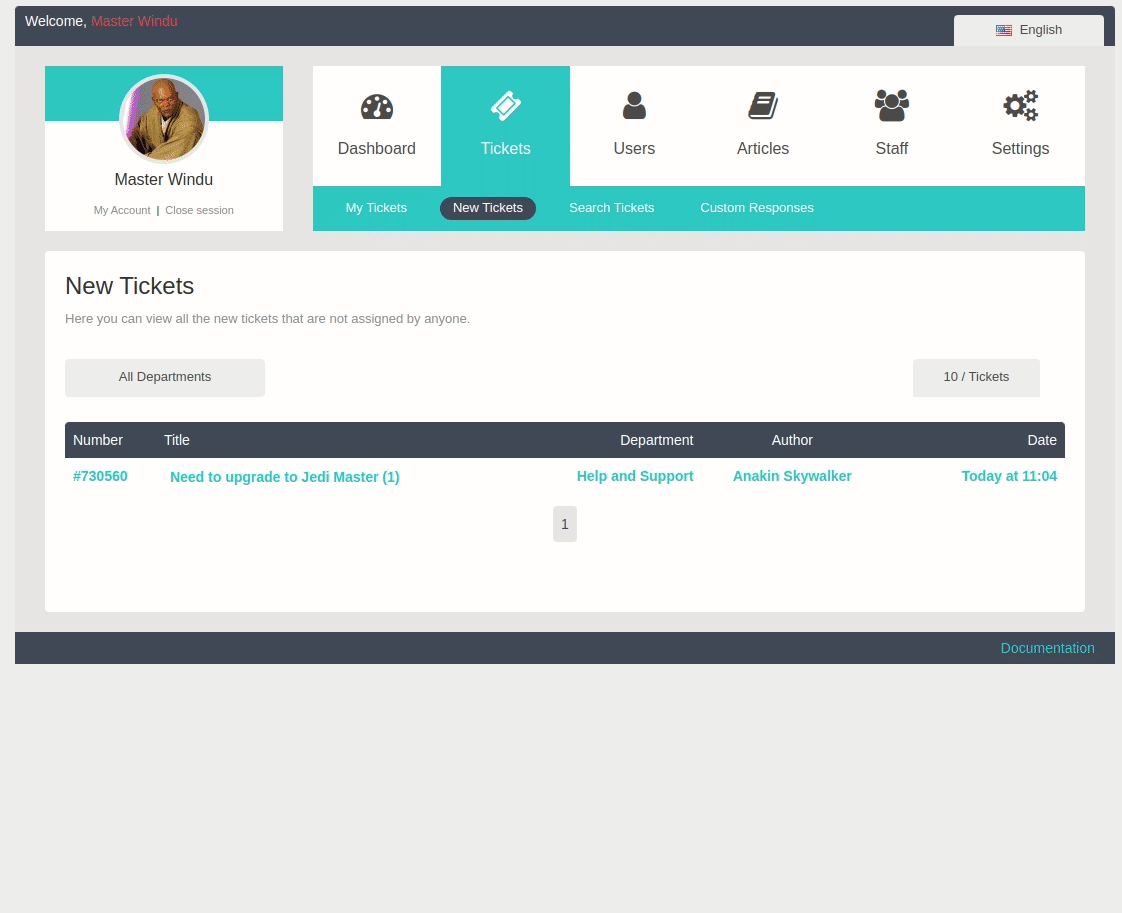 Welcome, Master Windu
English
Master Windu
My Account | Close session
Dashboard
Tickets
Users
Articles
Staff
Settings
My Tickets
New Tickets
Search Tickets
Custom Responses
New Tickets
Here you can view all the new tickets that are not assigned by anyone.
All Departments
10 / Tickets
Number Title Department Author Date
#730560 Need to upgrade to Jedi Master (1) Help and Support Anakin Skywalker Today at 11:04
1
Documentation